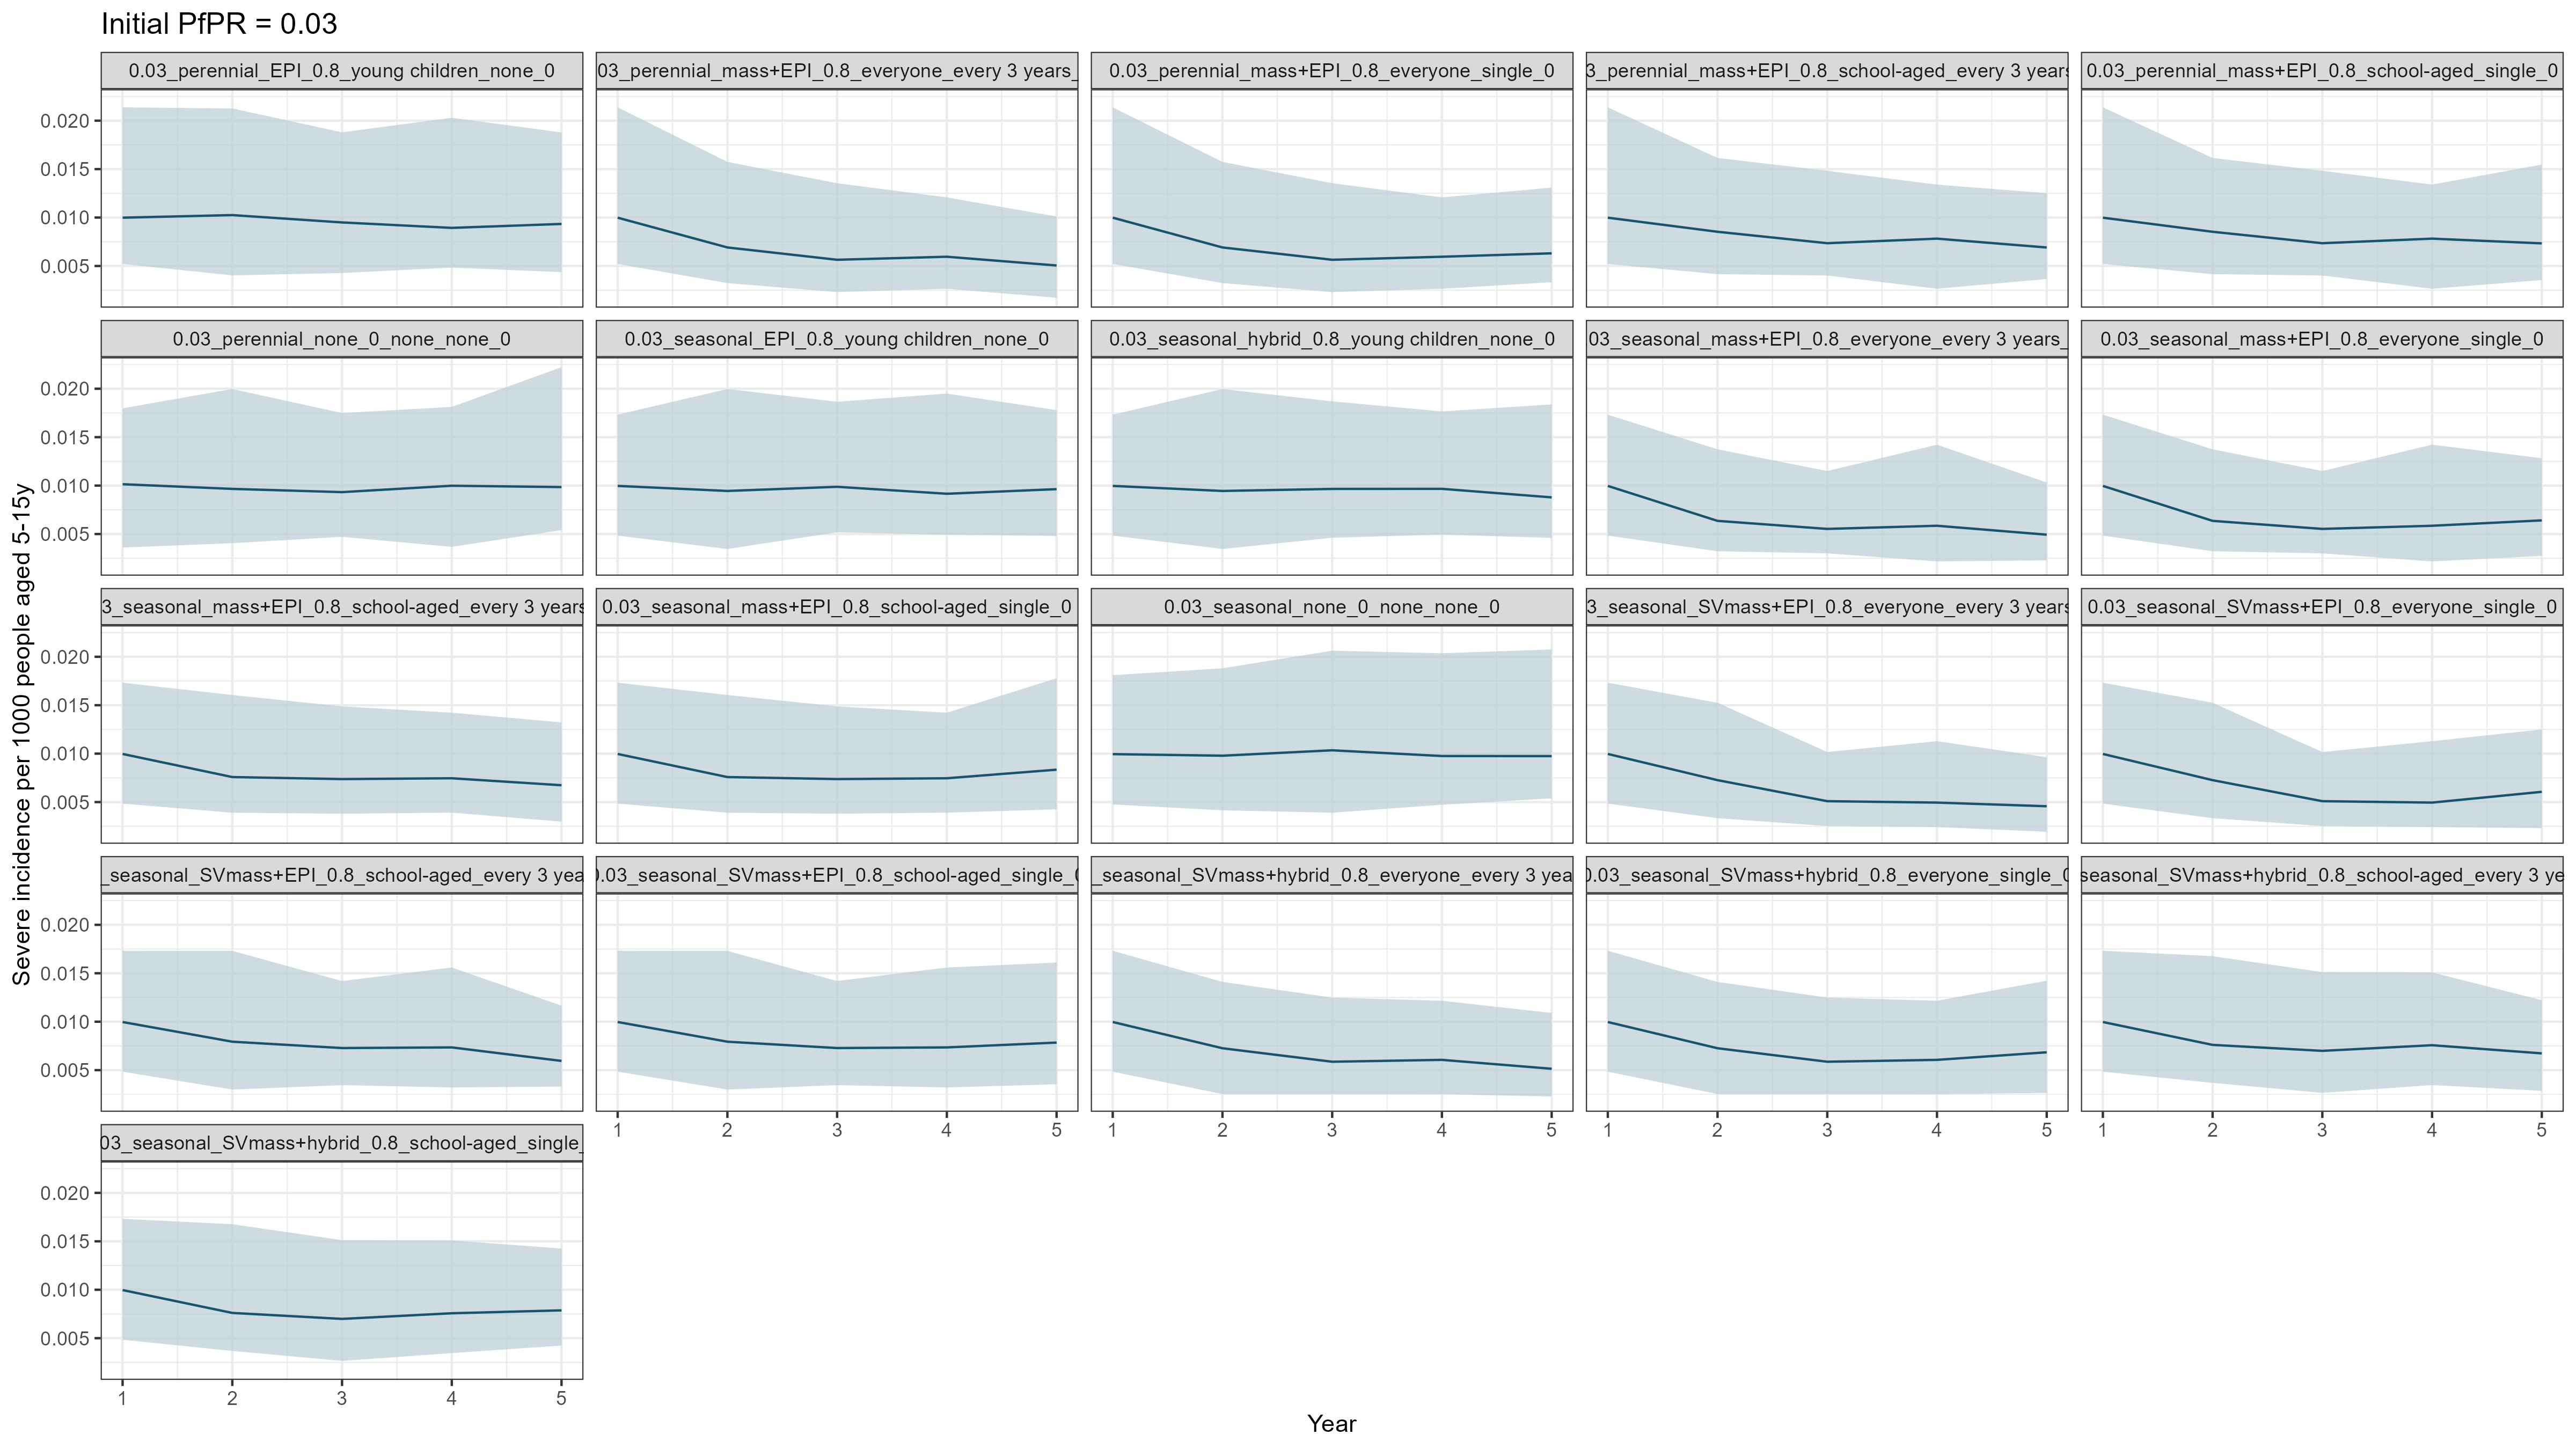 Initial PfPR = 0.03
0.03_perennial_EPI_0.8_young children_none_0
03_perennial_mass+EPI_0.8_everyone_every 3 years_
0.03_perennial_mass+EPI_0.8_everyone_single_0
3_perennial_mass+EPI_0.8_school-aged_every 3 years
0.03_perennial_mass+EPI_0.8_school-aged_single_0
0.020
0.015
0.010
0.005
0.03_perennial_none_0_none_none_0
0.03_seasonal_EPI_0.8_young children_none_0
0.03_seasonal_hybrid_0.8_young children_none_0
03_seasonal_mass+EPI_0.8_everyone_every 3 years_
0.03_seasonal_mass+EPI_0.8_everyone_single_0
0.020
0.015
0.010
0.005
3_seasonal_mass+EPI_0.8_school-aged_every 3 years
0.03_seasonal_mass+EPI_0.8_school-aged_single_0
0.03_seasonal_none_0_none_none_0
3_seasonal_SVmass+EPI_0.8_everyone_every 3 years
0.03_seasonal_SVmass+EPI_0.8_everyone_single_0
0.020
0.015
0.010
0.005
_seasonal_SVmass+EPI_0.8_school-aged_every 3 yea
0.03_seasonal_SVmass+EPI_0.8_school-aged_single_0
_seasonal_SVmass+hybrid_0.8_everyone_every 3 yea
0.03_seasonal_SVmass+hybrid_0.8_everyone_single_0
seasonal_SVmass+hybrid_0.8_school-aged_every 3 ye
0.020
0.015
0.010
0.005
1 2 3 4 5
1 2 3 4 5
1 2 3 4 5
1 2 3 4 5
03_seasonal_SVmass+hybrid_0.8_school-aged_single_
0.020
0.015
0.010
0.005
1 2 3 4 5
Year
Severe incidence per 1000 people aged 5-15y